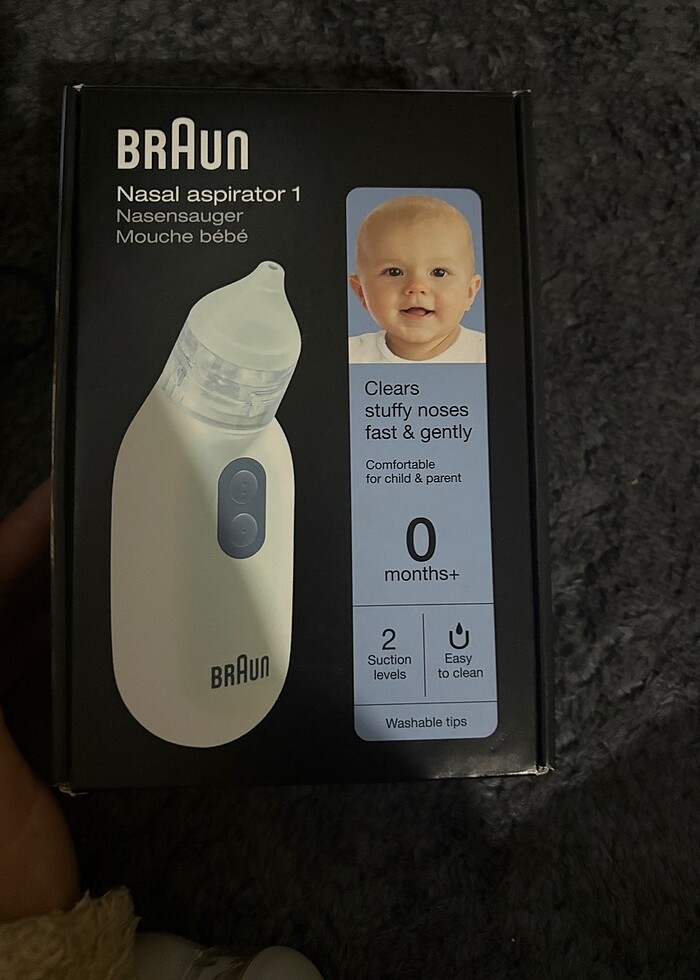 BRAUN
Nasal aspirator 1
Nasensauger
Mouche bébé
Clears
stuffy noses
fast & gently
Comfortable
for child & parent
0
months+
2
Suction
levels
Easy
to clean
Washable tips
BRAUN